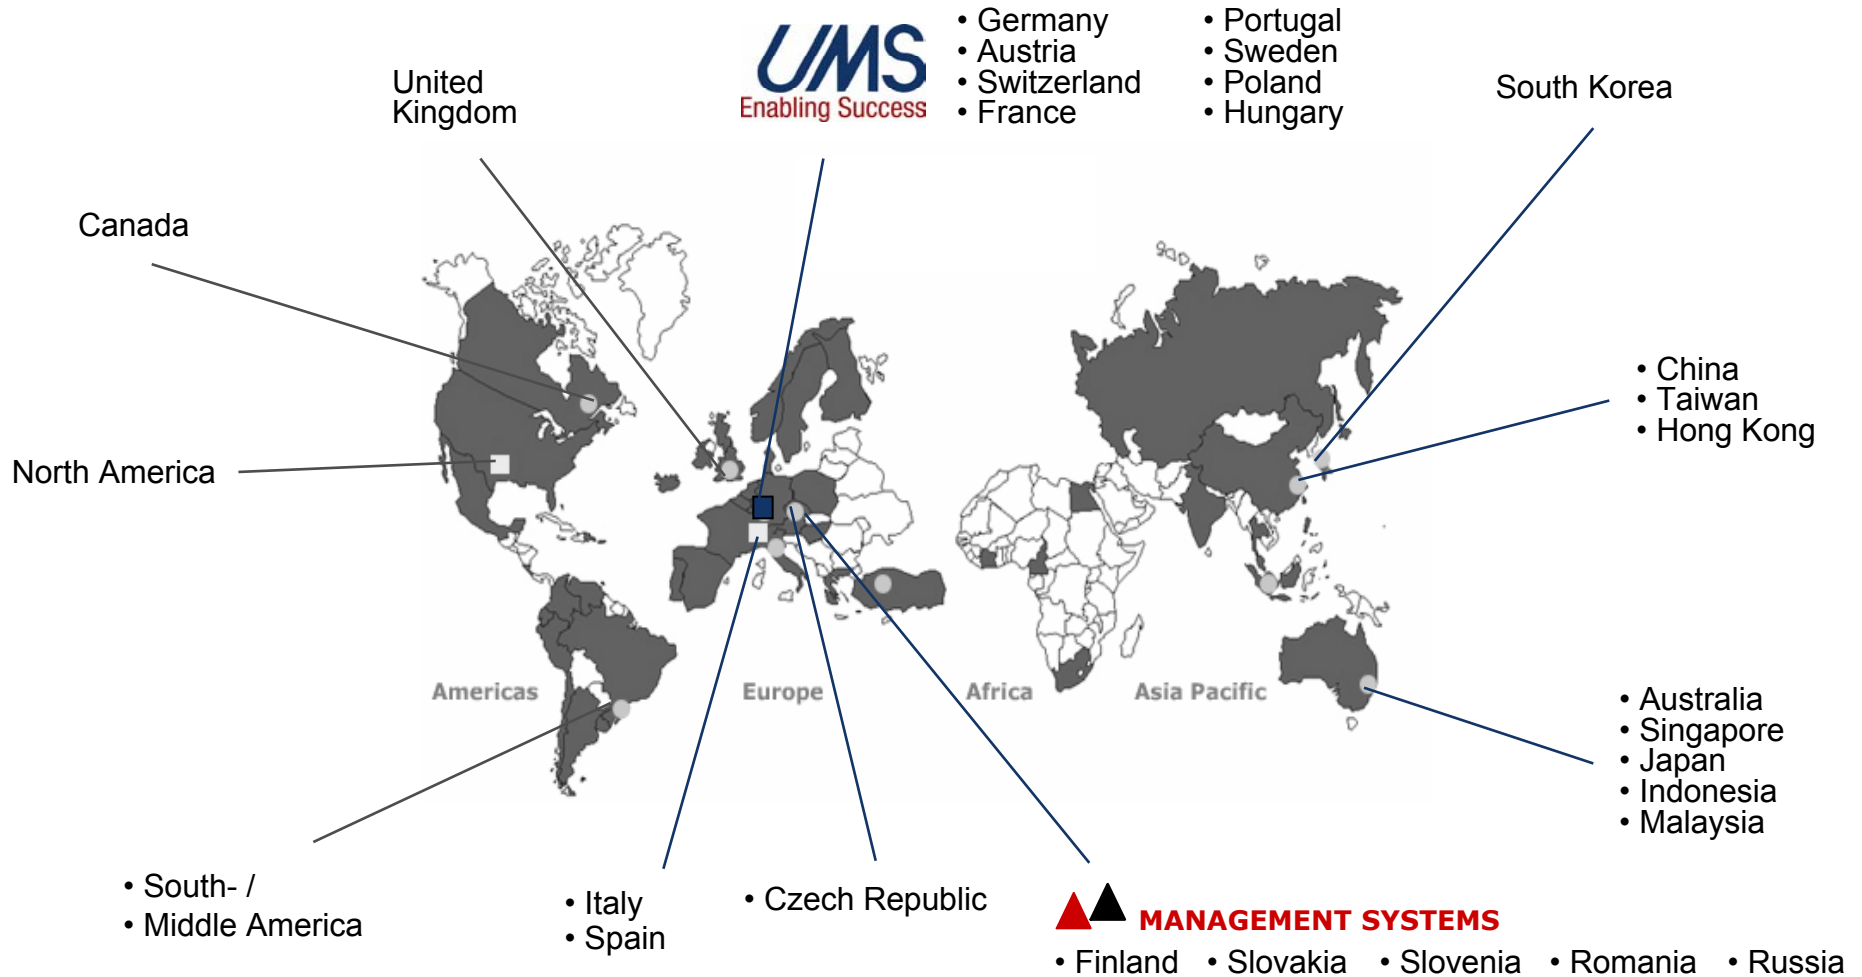 UMS
Enabling Success
• Germany
• Austria
• Switzerland
• France
• Portugal
• Sweden
• Poland
• Hungary
United
Kingdom
South Korea
Canada
• China
• Taiwan
• Hong Kong
North America
Americas
Europe
Africa
Asia Pacific
• Australia
• Singapore
• Japan
• Indonesia
• Malaysia
• South- /
• Middle America
• Italy
• Spain
• Czech Republic
MANAGEMENT SYSTEMS
• Finland • Slovakia • Slovenia • Romania • Russia